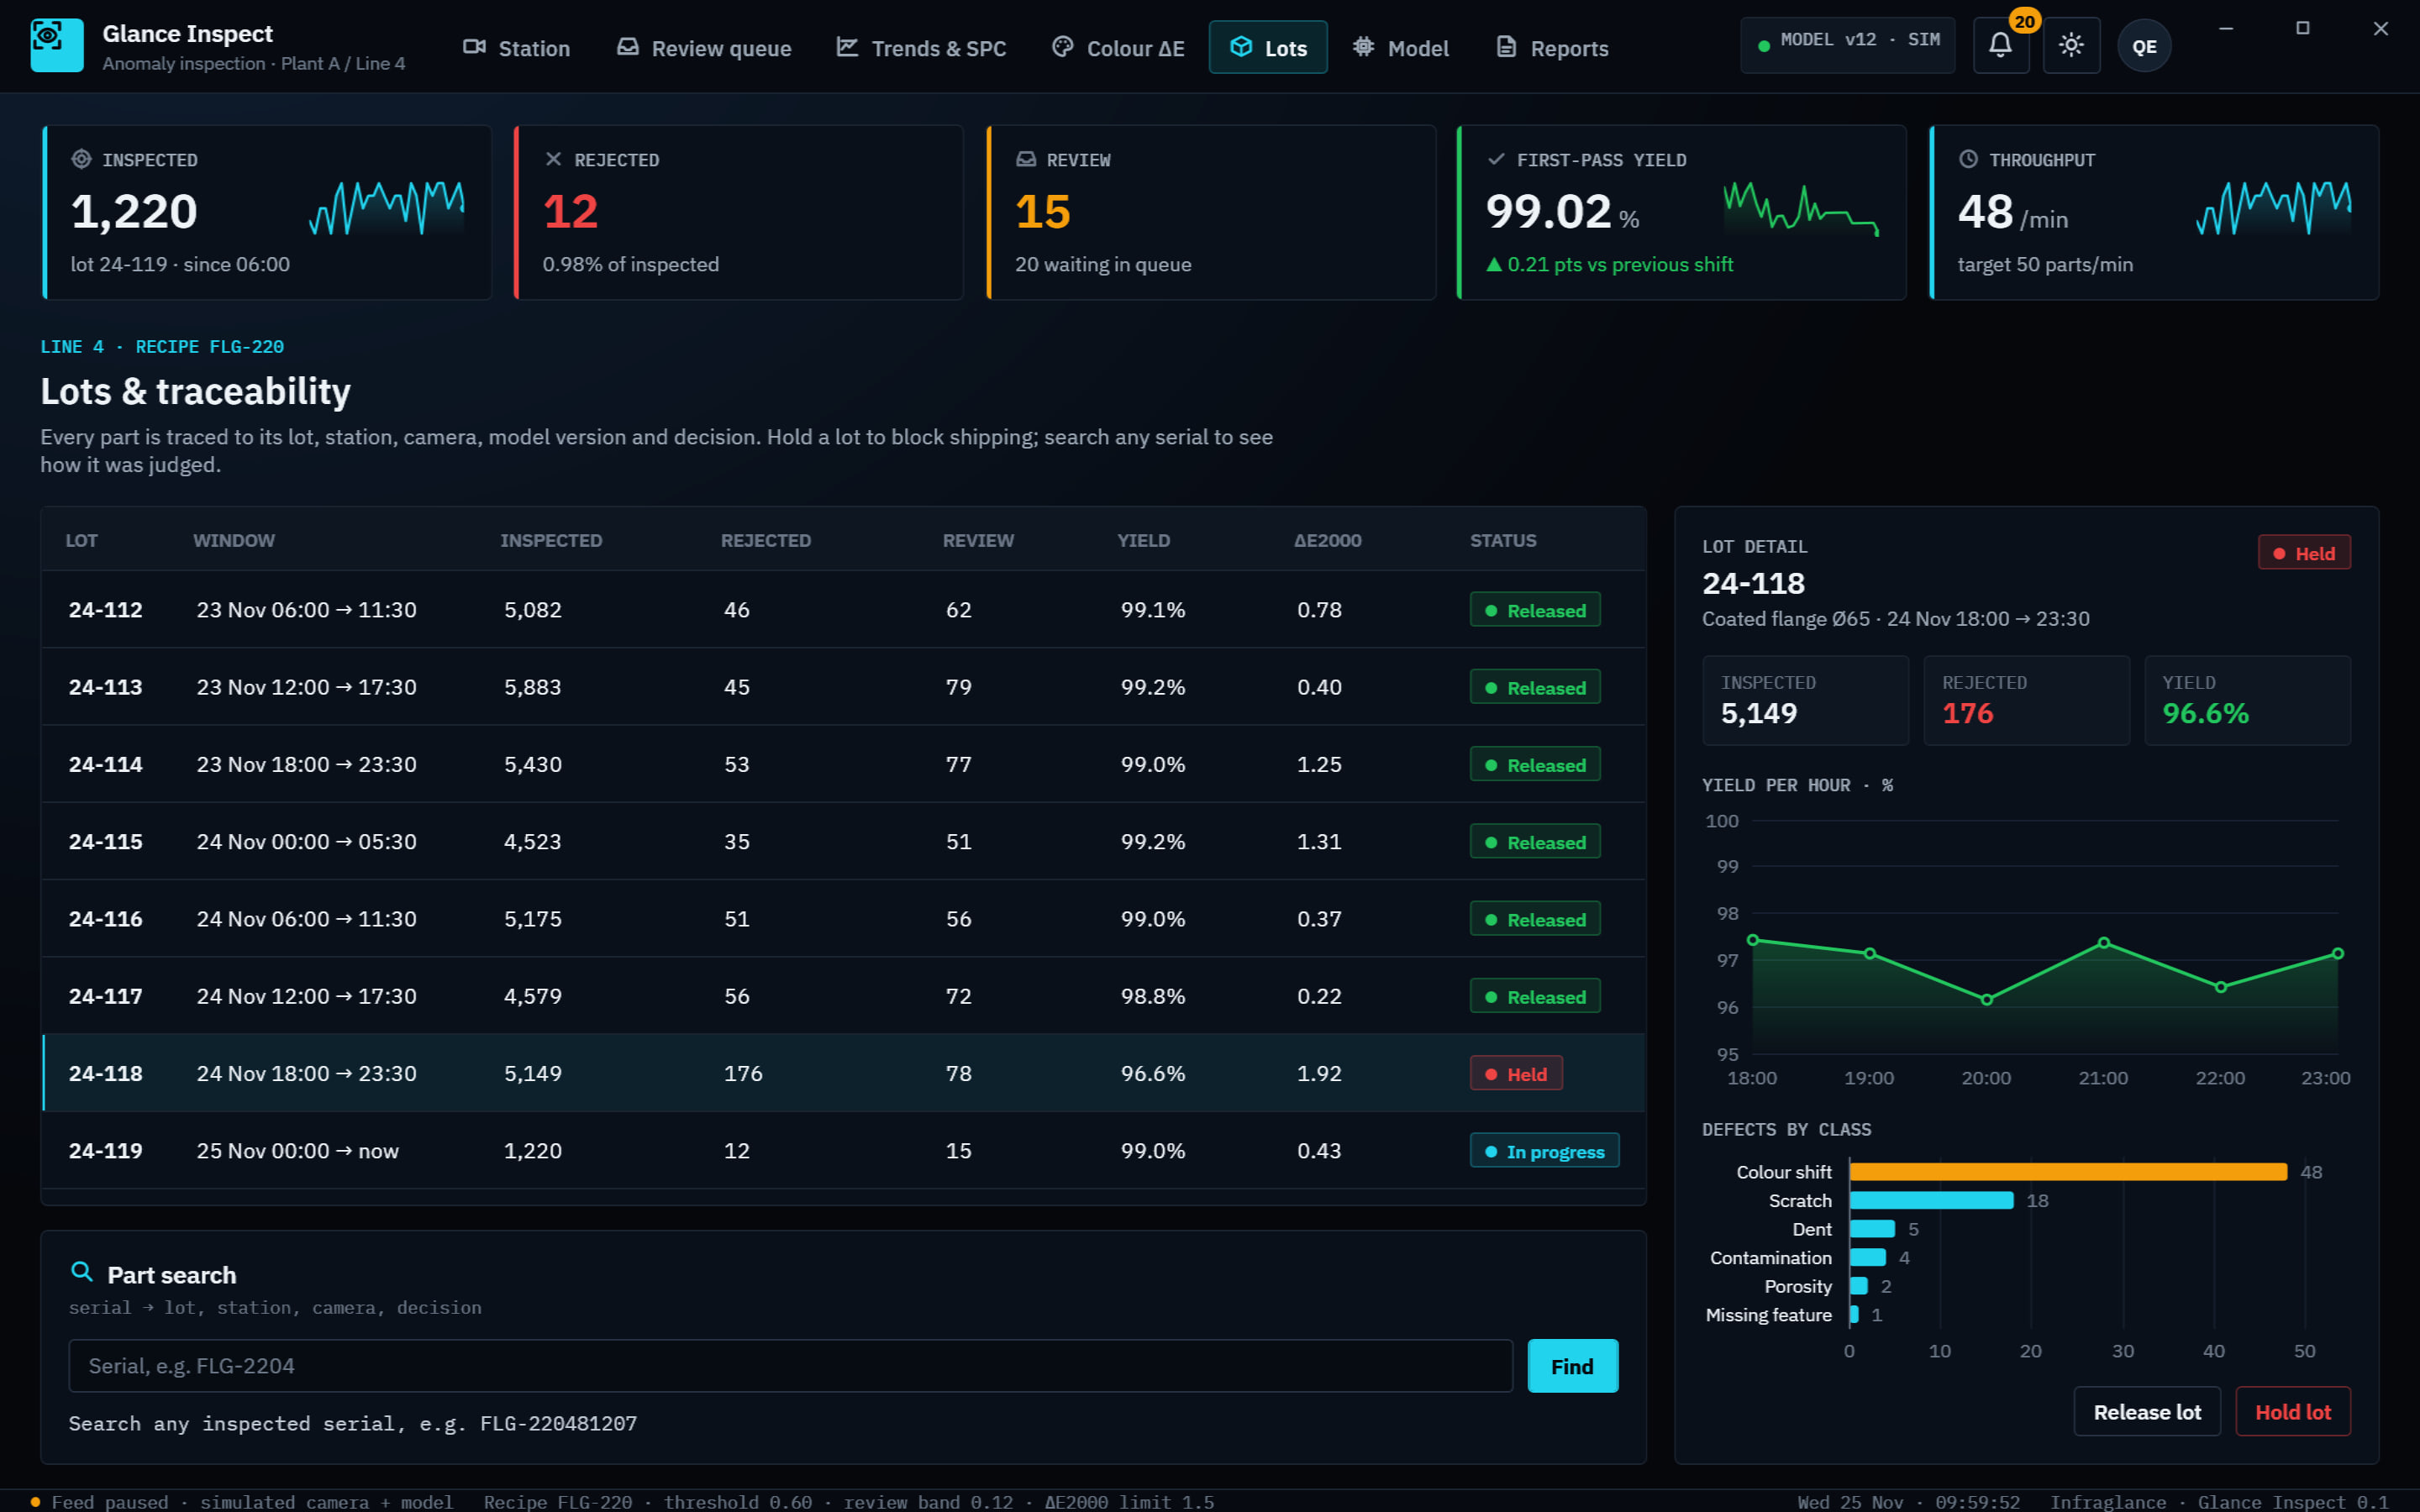 Glance Inspect
Anomaly inspection · Plant A / Line 4
Station
Review queue
Trends & SPC
Colour ΔE
Lots
Model
Reports
MODEL v12 · SIM
20
QE
INSPECTED
1,220
lot 24-119 · since 06:00
REJECTED
12
0.98% of inspected
REVIEW
15
20 waiting in queue
FIRST-PASS YIELD
99.02 %
▲ 0.21 pts vs previous shift
THROUGHPUT
48 /min
target 50 parts/min
LINE 4 · RECIPE FLG-220
Lots & traceability
Every part is traced to its lot, station, camera, model version and decision. Hold a lot to block shipping; search any serial to see
how it was judged.
LOT WINDOW INSPECTED REJECTED REVIEW YIELD ΔE2000 STATUS
24-112 23 Nov 06:00 → 11:30 5,082 46 62 99.1% 0.78 Released
24-113 23 Nov 12:00 → 17:30 5,883 45 79 99.2% 0.40 Released
24-114 23 Nov 18:00 → 23:30 5,430 53 77 99.0% 1.25 Released
24-115 24 Nov 00:00 → 05:30 4,523 35 51 99.2% 1.31 Released
24-116 24 Nov 06:00 → 11:30 5,175 51 56 99.0% 0.37 Released
24-117 24 Nov 12:00 → 17:30 4,579 56 72 98.8% 0.22 Released
24-118 24 Nov 18:00 → 23:30 5,149 176 78 96.6% 1.92 Held
24-119 25 Nov 00:00 → now 1,220 12 15 99.0% 0.43 In progress
Part search
serial → lot, station, camera, decision
Serial, e.g. FLG-2204
Find
Search any inspected serial, e.g. FLG-220481207
LOT DETAIL
Held
24-118
Coated flange Ø65 · 24 Nov 18:00 → 23:30
INSPECTED
5,149
REJECTED
176
YIELD
96.6%
YIELD PER HOUR · %
100
99
98
97
96
95
18:00 19:00 20:00 21:00 22:00 23:00
DEFECTS BY CLASS
Colour shift 48
Scratch 18
Dent 5
Contamination 4
Porosity 2
Missing feature 1
0 10 20 30 40 50
Release lot
Hold lot
Feed paused · simulated camera + model
Recipe FLG-220 · threshold 0.60 · review band 0.12 · ΔE2000 limit 1.5
Wed 25 Nov · 09:59:52
Infraglance · Glance Inspect 0.1